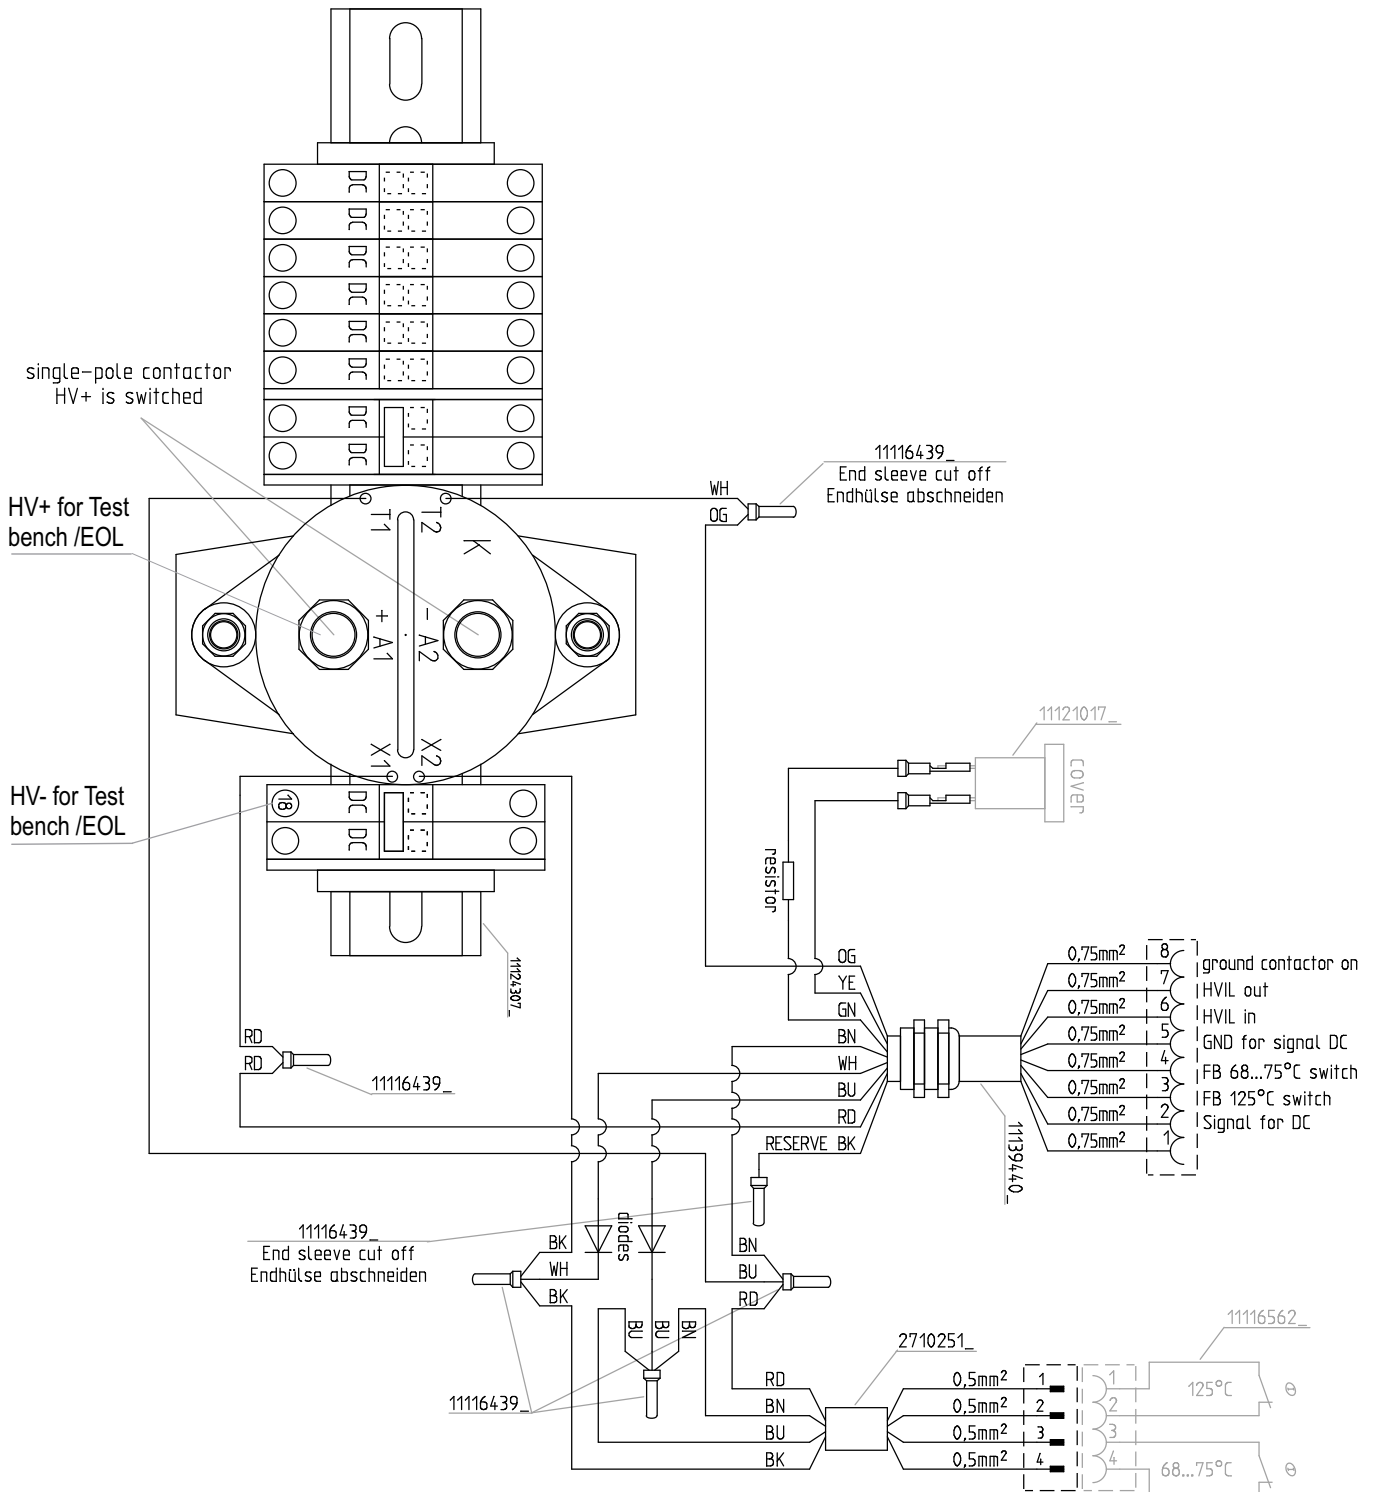 DC
DC
DC
DC
DC
DC
DC
DC
single-pole contactor
HV+ is switched
11116439_
End sleeve cut off
Endhülse abschneiden
HV+ for Test
bench /EOL
WH
OG
T1
T2
K
+
-
A1
A2
11121017_
cover
X1
X2
HV- for Test
bench /EOL
18
DC
DC
resistor
11124307_
OG
YE
GN
BN
WH
BU
RD
RESERVE BK
0,75mm² 8 ground contactor on
0,75mm² 7 HVIL out
0,75mm² 6 HVIL in
0,75mm² 5 GND for signal DC
0,75mm² 4 FB 68...75°C switch
0,75mm² 3 FB 125°C switch
0,75mm² 2 Signal for DC
0,75mm² 1
RD
RD
11116439_
11139440_
11116439_
End sleeve cut off
Endhülse abschneiden
diodes
BK
WH
BK
BN
BU
RD
BU
BU
BN
11116439_
2710251_
11116562_
RD
BN
BU
BK
0,5mm² 1 1 125°C
0,5mm² 2 2
0,5mm² 3 3
0,5mm² 4 4 68...75°C